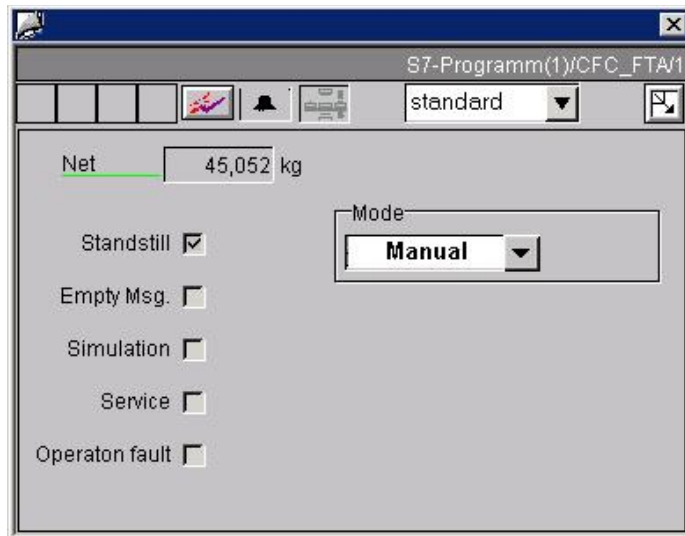 S7-Programm(1)/CFC_FTA/1
standard
Net 45,052 kg
Mode
Manual
Standstill
Empty Msg.
Simulation
Service
Operaton fault